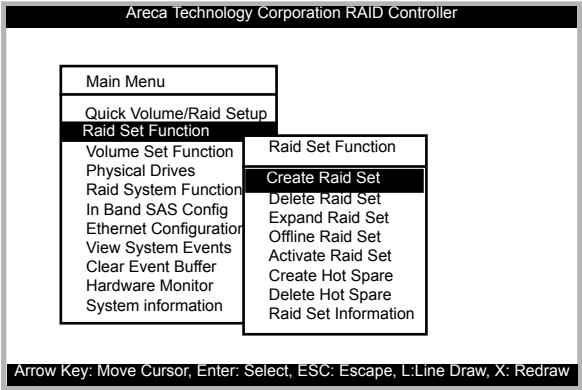 Areca Technology Corporation RAID Controller
Main Menu
Quick Volume/Raid Setup
Raid Set Function
Volume Set Function
Physical Drives
Raid System Function
In Band SAS Config
Ethernet Configuration
View System Events
Clear Event Buffer
Hardware Monitor
System information
Raid Set Function
Create Raid Set
Delete Raid Set
Expand Raid Set
Offline Raid Set
Activate Raid Set
Create Hot Spare
Delete Hot Spare
Raid Set Information
Arrow Key: Move Cursor, Enter: Select, ESC: Escape, L:Line Draw, X: Redraw